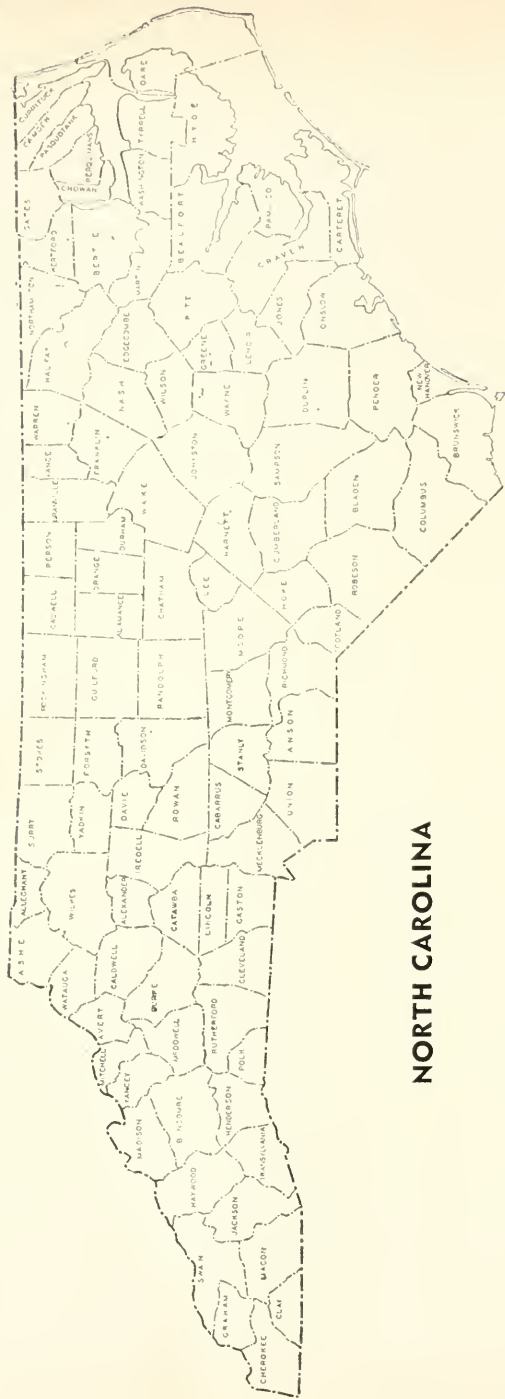 NORTH CAROLINA
CHEROKEE
GRAHAM
CLAY
SWAIN
MACON
JACKSON
HAYWOOD
TRANSYLVANIA
MADISON
BUNCOMBE
HENDERSON
YANCEY
MITCHELL
AVERY
McDOWELL
RUTHERFORD
POLK
WATAUGA
CALDWELL
BURKE
CLEVELAND
ASHE
ALLEGHANY
WILKES
ALEXANDER
CATAWBA
LINCOLN
GASTON
SURRY
YADKIN
IREDELL
DAVIE
ROWAN
CABARRUS
MECKLENBURG
STOKES
FORSYTH
DAVIDSON
STANLY
UNION
ANSON
ROCKINGHAM
GUILFORD
RANDOLPH
MONTGOMERY
RICHMOND
CASWELL
ALAMANCE
ORANGE
CHATHAM
MOORE
LEE
HOKE
SCOTLAND
PERSON
DURHAM
WAKE
HARNETT
CUMBERLAND
ROBESON
GRANVILLE
VANCE
FRANKLIN
JOHNSTON
SAMPSON
BLADEN
COLUMBUS
BRUNSWICK
WARREN
NASH
WILSON
WAYNE
DUPLIN
PENDER
NEW HANOVER
HALIFAX
EDGECOMBE
GREENE
LENOIR
JONES
ONSLOW
NORTHAMPTON
HERTFORD
BERTIE
MARTIN
PITT
CRAVEN
CARTERET
GATES
CHOWAN
PERQUIMANS
PASQUOTANK
CAMDEN
CURRITUCK
WASHINGTON
TYRRELL
DARE
BEAUFORT
HYDE
PAMLICO